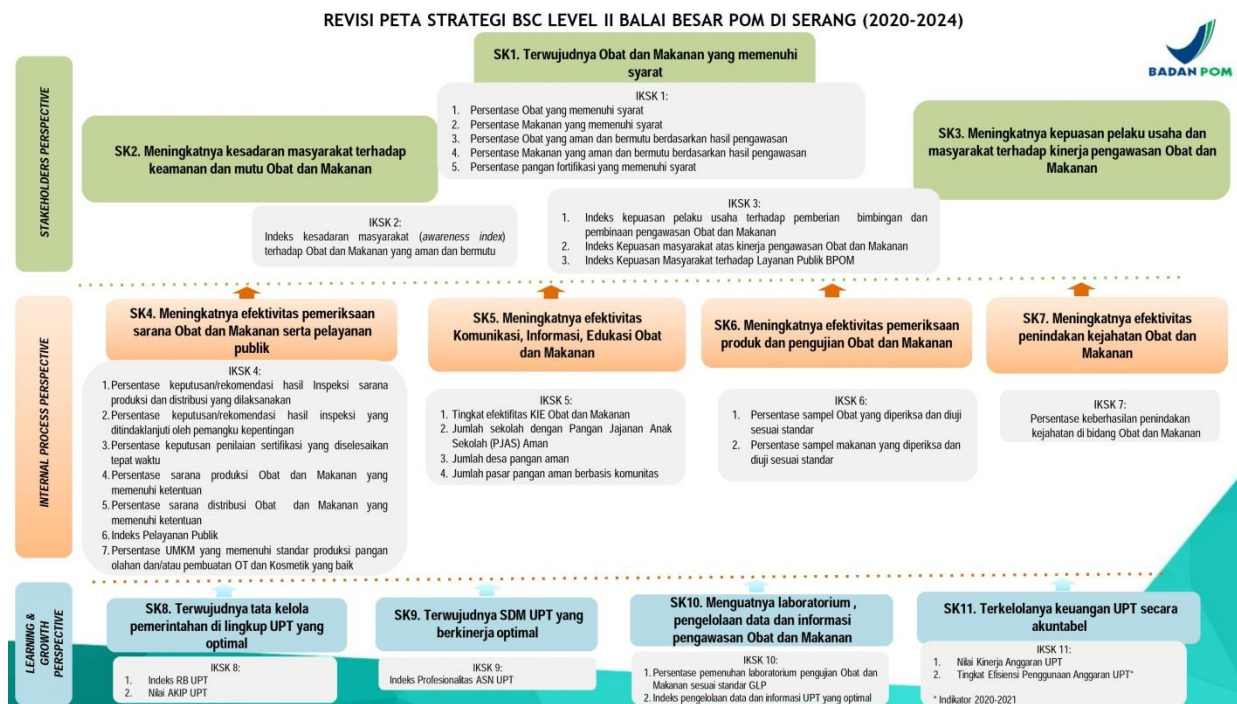 REVISI PETA STRATEGI BSC LEVEL II BALAI BESAR POM DI SERANG (2020-2024)
BADAN POM
STAKEHOLDERS PERSPECTIVE
SK1. Terwujudnya Obat dan Makanan yang memenuhi
syarat
IKSK 1:
1. Persentase Obat yang memenuhi syarat
2. Persentase Makanan yang memenuhi syarat
3. Persentase Obat yang aman dan bermutu berdasarkan hasil pengawasan
4. Persentase Makanan yang aman dan bermutu berdasarkan hasil pengawasan
5. Persentase pangan fortifikasi yang memenuhi syarat
SK2. Meningkatnya kesadaran masyarakat terhadap
keamanan dan mutu Obat dan Makanan
IKSK 2:
Indeks kesadaran masyarakat (awareness index)
terhadap Obat dan Makanan yang aman dan bermutu
SK3. Meningkatnya kepuasan pelaku usaha dan
masyarakat terhadap kinerja pengawasan Obat dan
Makanan
IKSK 3:
1. Indeks kepuasan pelaku usaha terhadap pemberian bimbingan dan
pembinaan pengawasan Obat dan Makanan
2. Indeks Kepuasan masyarakat atas kinerja pengawasan Obat dan Makanan
3. Indeks Kepuasan Masyarakat terhadap Layanan Publik BPOM
INTERNAL PROCESS PERSPECTIVE
SK4. Meningkatnya efektivitas pemeriksaan
sarana Obat dan Makanan serta pelayanan
publik
IKSK 4:
1. Persentase keputusan/rekomendasi hasil Inspeksi sarana
produksi dan distribusi yang dilaksanakan
2. Persentase keputusan/rekomendasi hasil inspeksi yang
ditindaklanjuti oleh pemangku kepentingan
3. Persentase keputusan penilaian sertifikasi yang diselesaikan
tepat waktu
4. Persentase sarana produksi Obat dan Makanan yang
memenuhi ketentuan
5. Persentase sarana distribusi Obat dan Makanan yang
memenuhi ketentuan
6. Indeks Pelayanan Publik
7. Persentase UMKM yang memenuhi standar produksi pangan
olahan dan/atau pembuatan OT dan Kosmetik yang baik
SK5. Meningkatnya efektivitas
Komunikasi, Informasi, Edukasi Obat
dan Makanan
IKSK 5:
1. Tingkat efektifitas KIE Obat dan Makanan
2. Jumlah sekolah dengan Pangan Jajanan Anak
Sekolah (PJAS) Aman
3. Jumlah desa pangan aman
4. Jumlah pasar pangan aman berbasis komunitas
SK6. Meningkatnya efektivitas pemeriksaan
produk dan pengujian Obat dan Makanan
IKSK 6:
1. Persentase sampel Obat yang diperiksa dan diuji
sesuai standar
2. Persentase sampel makanan yang diperiksa dan
diuji sesuai standar
SK7. Meningkatnya efektivitas
penindakan kejahatan Obat dan
Makanan
IKSK 7:
Persentase keberhasilan penindakan
kejahatan di bidang Obat dan Makanan
LEARNING &
GROWTH
PERSPECTIVE
SK8. Terwujudnya tata kelola
pemerintahan di lingkup UPT yang
optimal
IKSK 8:
1. Indeks RB UPT
2. Nilai AKIP UPT
SK9. Terwujudnya SDM UPT yang
berkinerja optimal
IKSK 9:
Indeks Profesionalitas ASN UPT
SK10. Menguatnya laboratorium ,
pengelolaan data dan informasi
pengawasan Obat dan Makanan
IKSK 10:
1. Persentase pemenuhan laboratorium pengujian Obat dan
Makanan sesuai standar GLP
2. Indeks pengelolaan data dan informasi UPT yang optimal
SK11. Terkelolanya keuangan UPT secara
akuntabel
IKSK 11:
1. Nilai Kinerja Anggaran UPT
2. Tingkat Efisiensi Penggunaan Anggaran UPT*
* Indikator 2020-2021